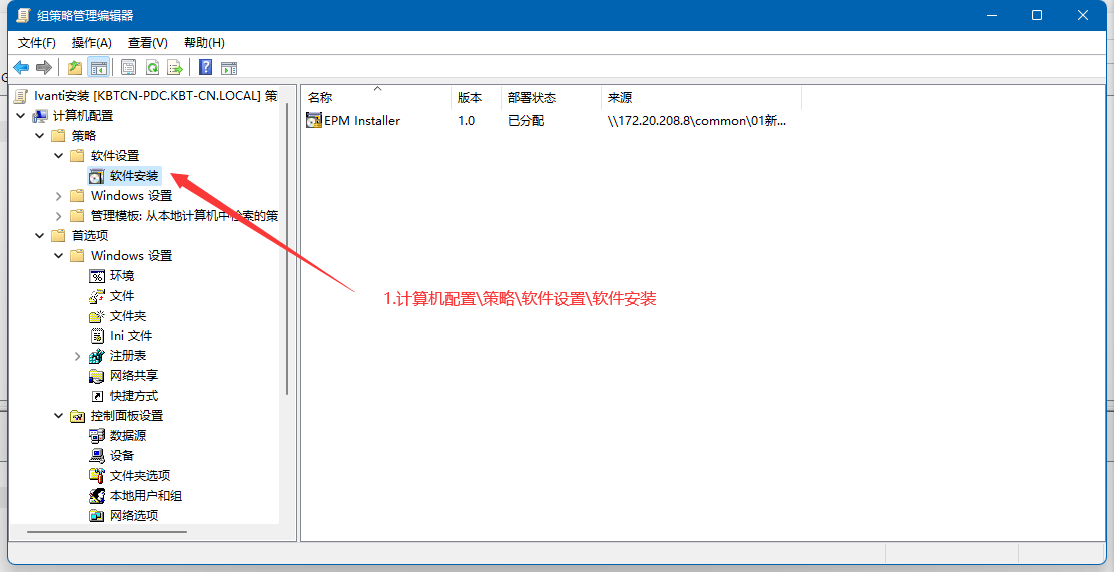 组策略管理编辑器
文件(F) 操作(A) 查看(V) 帮助(H)
Ivanti安装 [KBTCN-PDC.KBT-CN.LOCAL] 策
计算机配置
策略
软件设置
软件安装
Windows 设置
管理模板: 从本地计算机中检索的策
首选项
Windows 设置
环境
文件
文件夹
Ini 文件
注册表
网络共享
快捷方式
控制面板设置
数据源
设备
文件夹选项
本地用户和组
网络选项
名称 版本 部署状态 来源
EPM Installer 1.0 已分配 \\172.20.208.8\common\01新...
1.计算机配置\策略\软件设置\软件安装